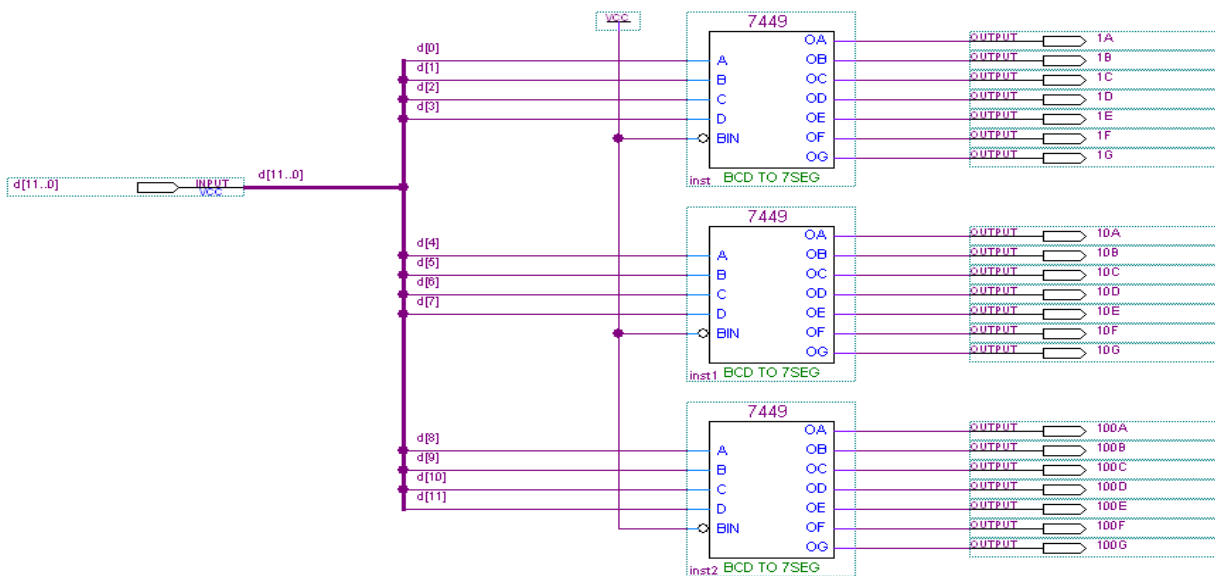 VCC
7449
d[0]
d[1]
d[2]
d[3]
A
B
C
D
BIN
OA
OB
OC
OD
OE
OF
OG
inst
BCD TO 7SEG
OUTPUT 1A
OUTPUT 1B
OUTPUT 1C
OUTPUT 1D
OUTPUT 1E
OUTPUT 1F
OUTPUT 1G
d[11..0]
INPUT
VCC
d[11..0]
7449
d[4]
d[5]
d[6]
d[7]
A
B
C
D
BIN
OA
OB
OC
OD
OE
OF
OG
inst1
BCD TO 7SEG
OUTPUT 10A
OUTPUT 10B
OUTPUT 10C
OUTPUT 10D
OUTPUT 10E
OUTPUT 10F
OUTPUT 10G
7449
d[8]
d[9]
d[10]
d[11]
A
B
C
D
BIN
OA
OB
OC
OD
OE
OF
OG
inst2
BCD TO 7SEG
OUTPUT 100A
OUTPUT 100B
OUTPUT 100C
OUTPUT 100D
OUTPUT 100E
OUTPUT 100F
OUTPUT 100G